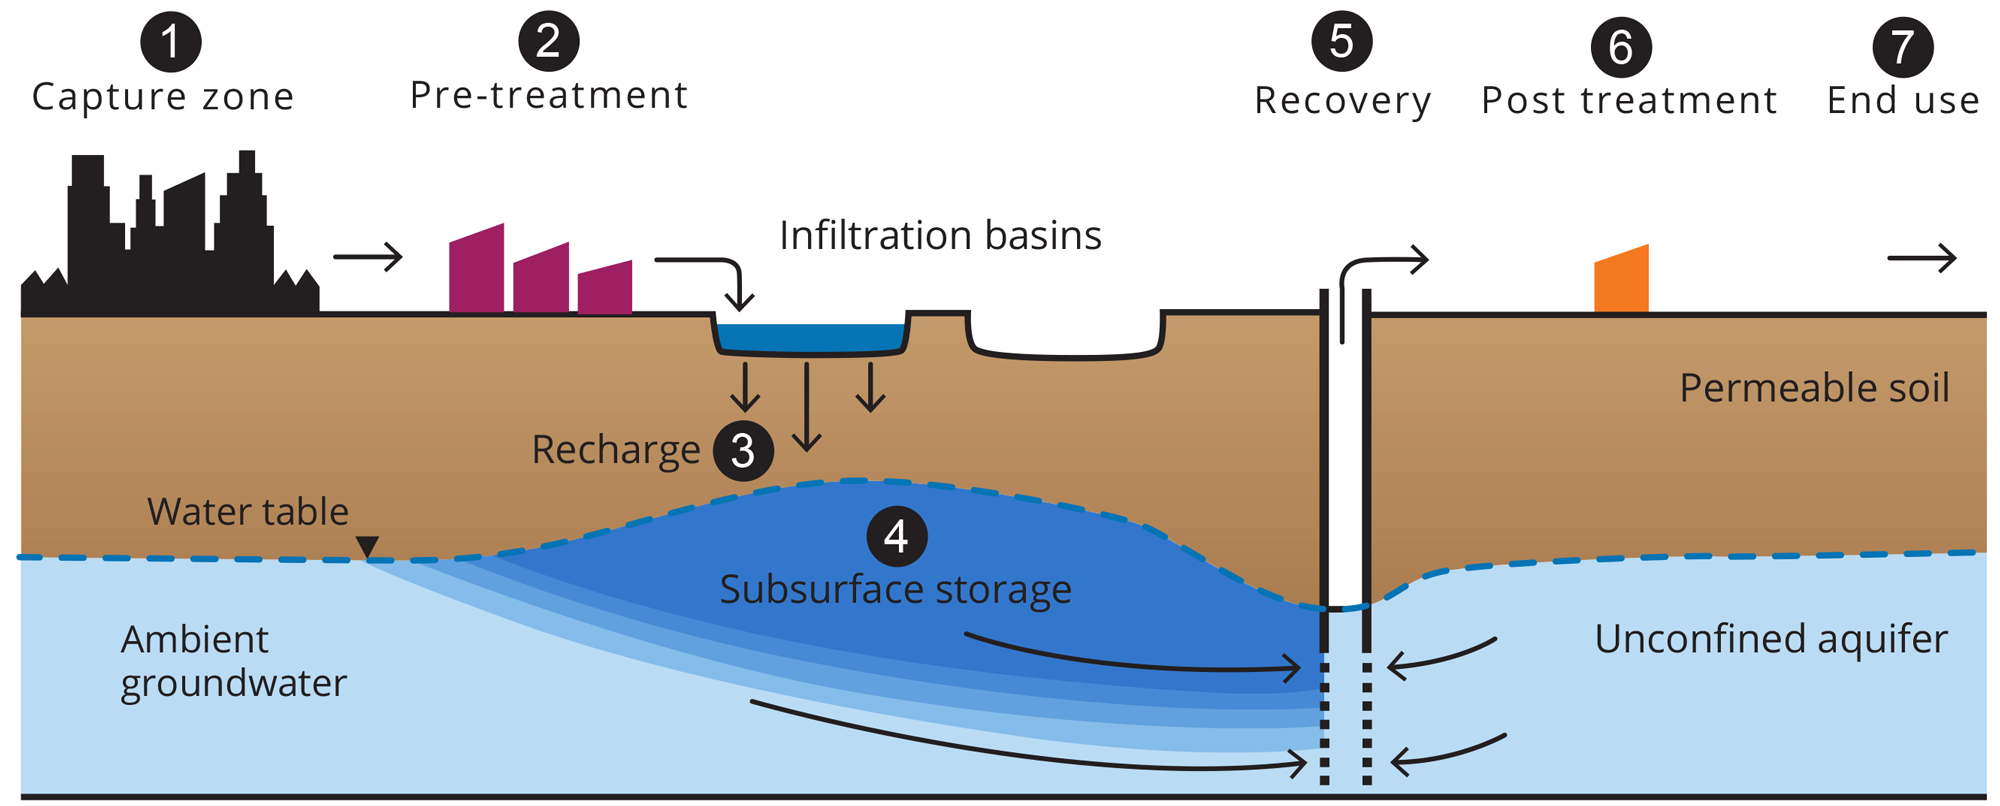 1
Capture zone
2
Pre-treatment
5
Recovery
6
Post treatment
7
End use
Infiltration basins
Permeable soil
Recharge 3
Water table
4
Subsurface storage
Ambient
groundwater
Unconfined aquifer